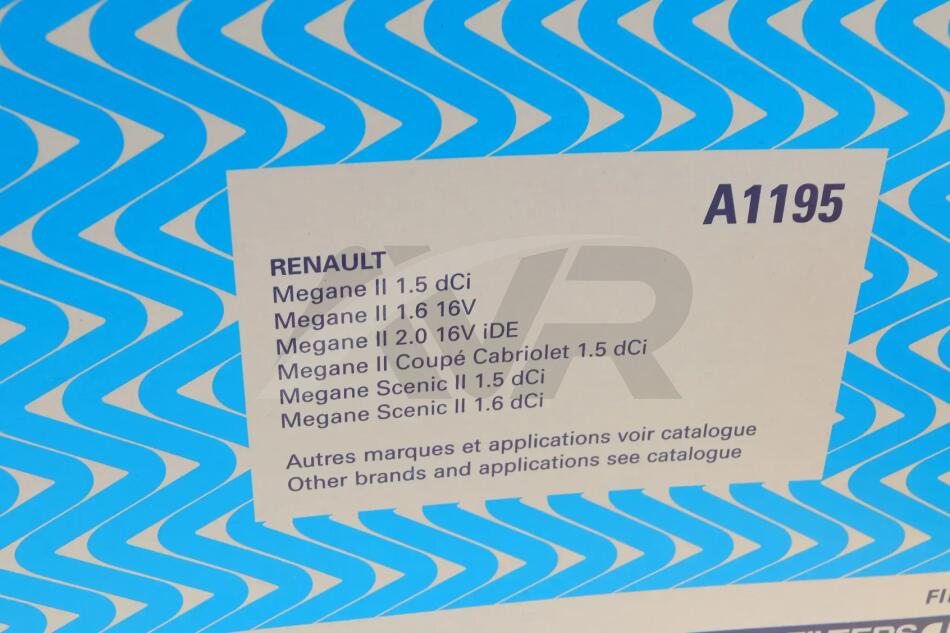 A1195
RENAULT
Megane II 1.5 dCi
Megane II 1.6 16V
Megane II 2.0 16V iDE
Megane II Coupé Cabriolet 1.5 dCi
Megane Scenic II 1.5 dCi
Megane Scenic II 1.6 dCi
Autres marques et applications voir catalogue
Other brands and applications see catalogue